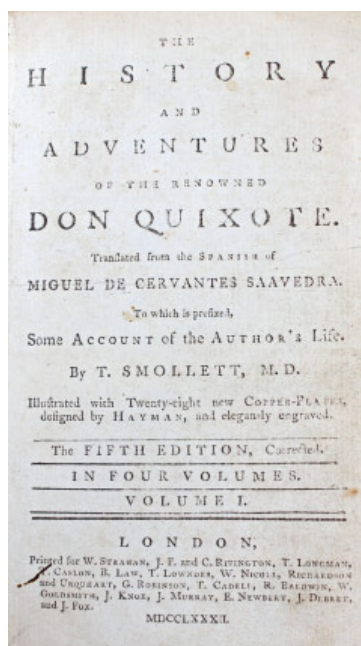 THE
HISTORY
AND
ADVENTURES
OF THE RENOWNED
DON QUIXOTE.
Tranſlated from the SPANISH of
MIGUEL DE CERVANTES SAAVEDRA.
To which is prefixed,
Some ACCOUNT of the AUTHOR's Life.
By T. SMOLLETT, M. D.
Illuſtrated with Twenty-eight new COPPER-PLATES,
deſigned by HAYMAN, and elegantly engraved.
The FIFTH EDITION, Corrected.
IN FOUR VOLUMES.
VOLUME I.
LONDON,
Printed for W. STRAHAN, J. F. and C. RIVINGTON, T. LONGMAN,
T. CASLON, B. LAW, T. LOWNDES, W. NICOLL, RICHARDSON
and URQUHART, G. ROBINSON, T. CADELL, R. BALDWIN, W.
GOLDSMITH, J. KNOX, J. MURRAY, E. NEWBERY, J. DEBRET,
and J. FOX.